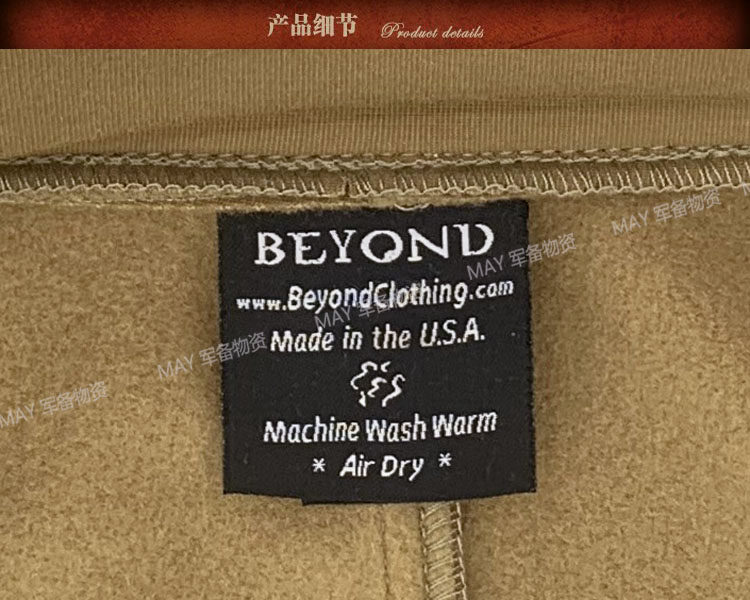 产品细节 Product details
BEYOND
www.BeyondClothing.com
Made in the U.S.A.
Machine Wash Warm
* Air Dry *
MAY 军备物资
MAY 军备物资
MAY 军备物资
MAY 军备物资
MAY 军备物资